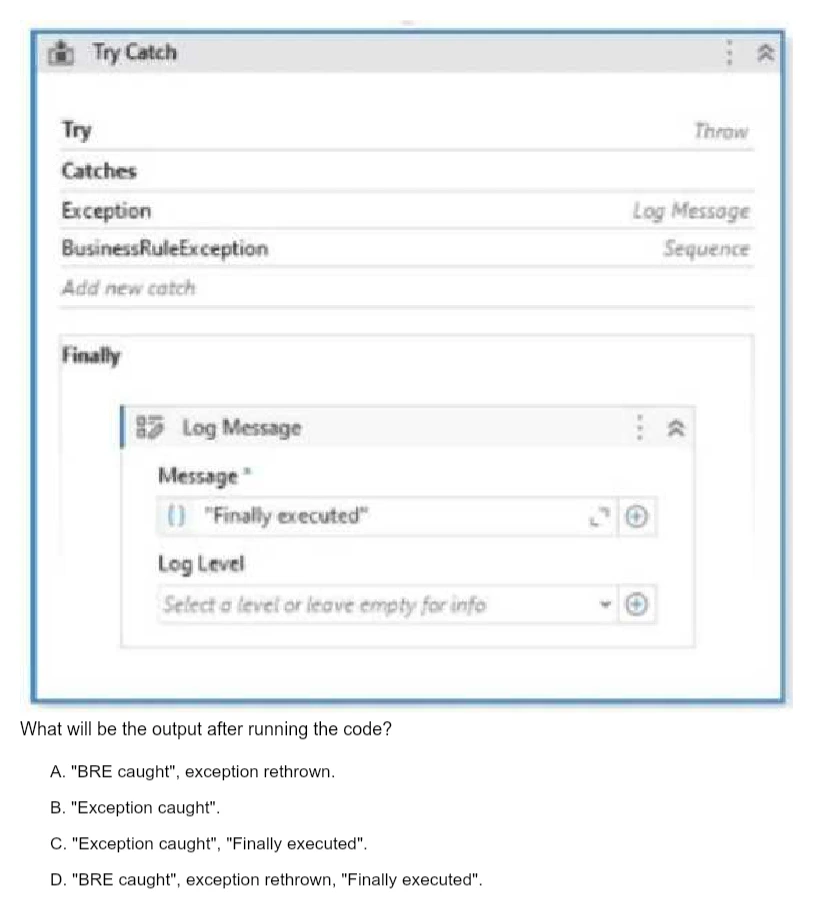 Try Catch
Try Throw
Catches
Exception Log Message
BusinessRuleException Sequence
Add new catch
Finally
Log Message
Message *
"Finally executed"
Log Level
Select a level or leave empty for info
What will be the output after running the code?
A. "BRE caught", exception rethrown.
B. "Exception caught".
C. "Exception caught", "Finally executed".
D. "BRE caught", exception rethrown, "Finally executed".